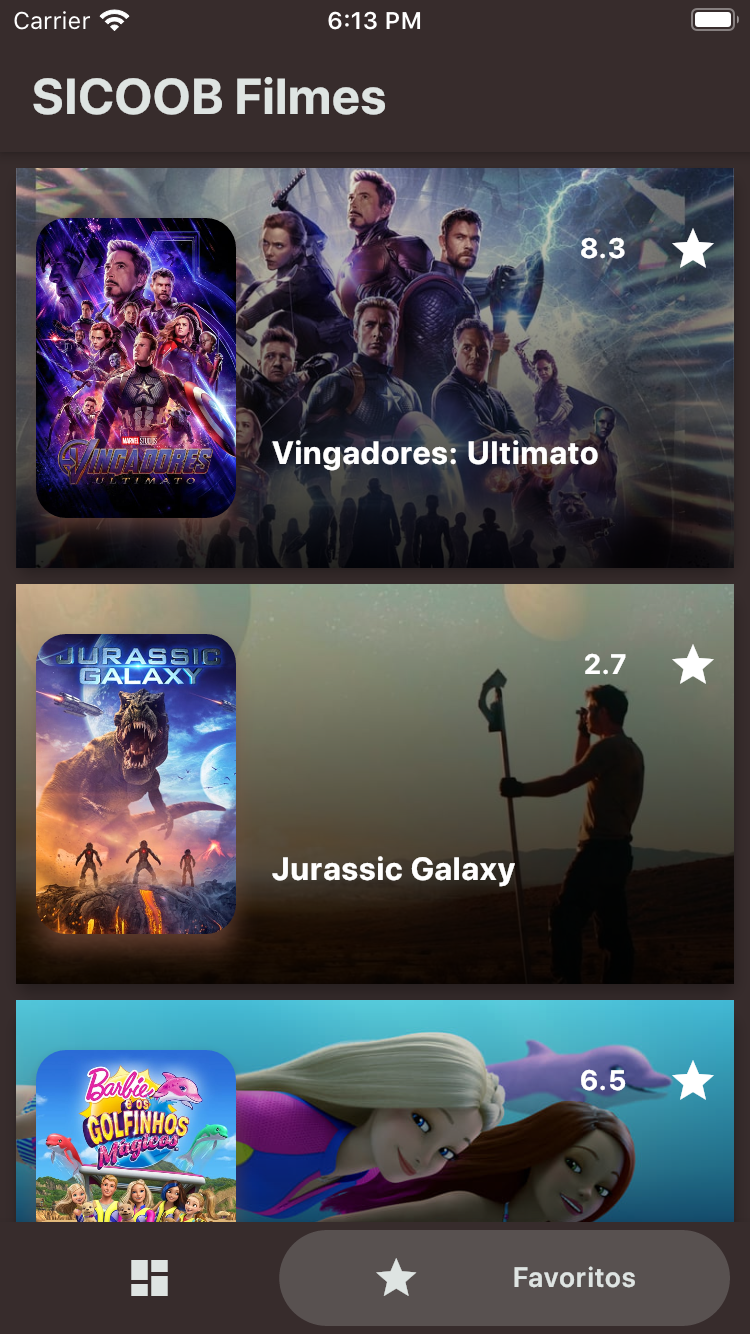 Carrier
6:13 PM
SICOOB Filmes
8.3
MARVEL STUDIOS
VINGADORES
ULTIMATO
Vingadores: Ultimato
JURASSIC
GALAXY
2.7
Jurassic Galaxy
Barbie
e os
GOLFINHOS
Mágicos
6.5
Favoritos